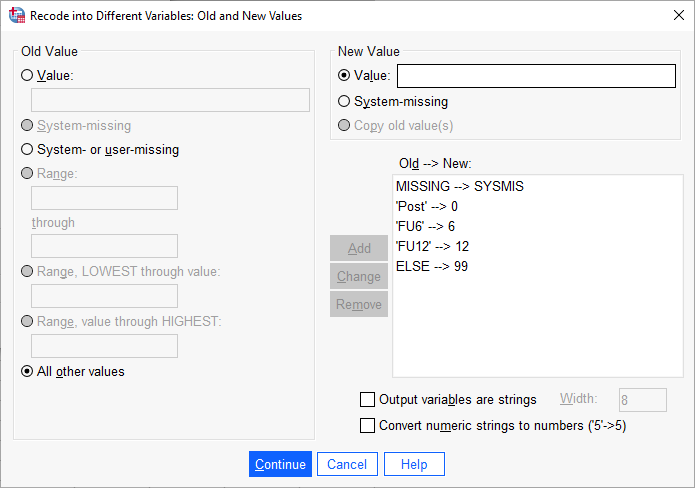 Recode into Different Variables: Old and New Values
Old Value
Value:
System-missing
System- or user-missing
Range:
through
Range, LOWEST through value:
Range, value through HIGHEST:
All other values
New Value
Value:
System-missing
Copy old value(s)
Old --> New:
MISSING --> SYSMIS
'Post' --> 0
'FU6' --> 6
'FU12' --> 12
ELSE --> 99
Add
Change
Remove
Output variables are strings Width: 8
Convert numeric strings to numbers ('5'->5)
Continue Cancel Help